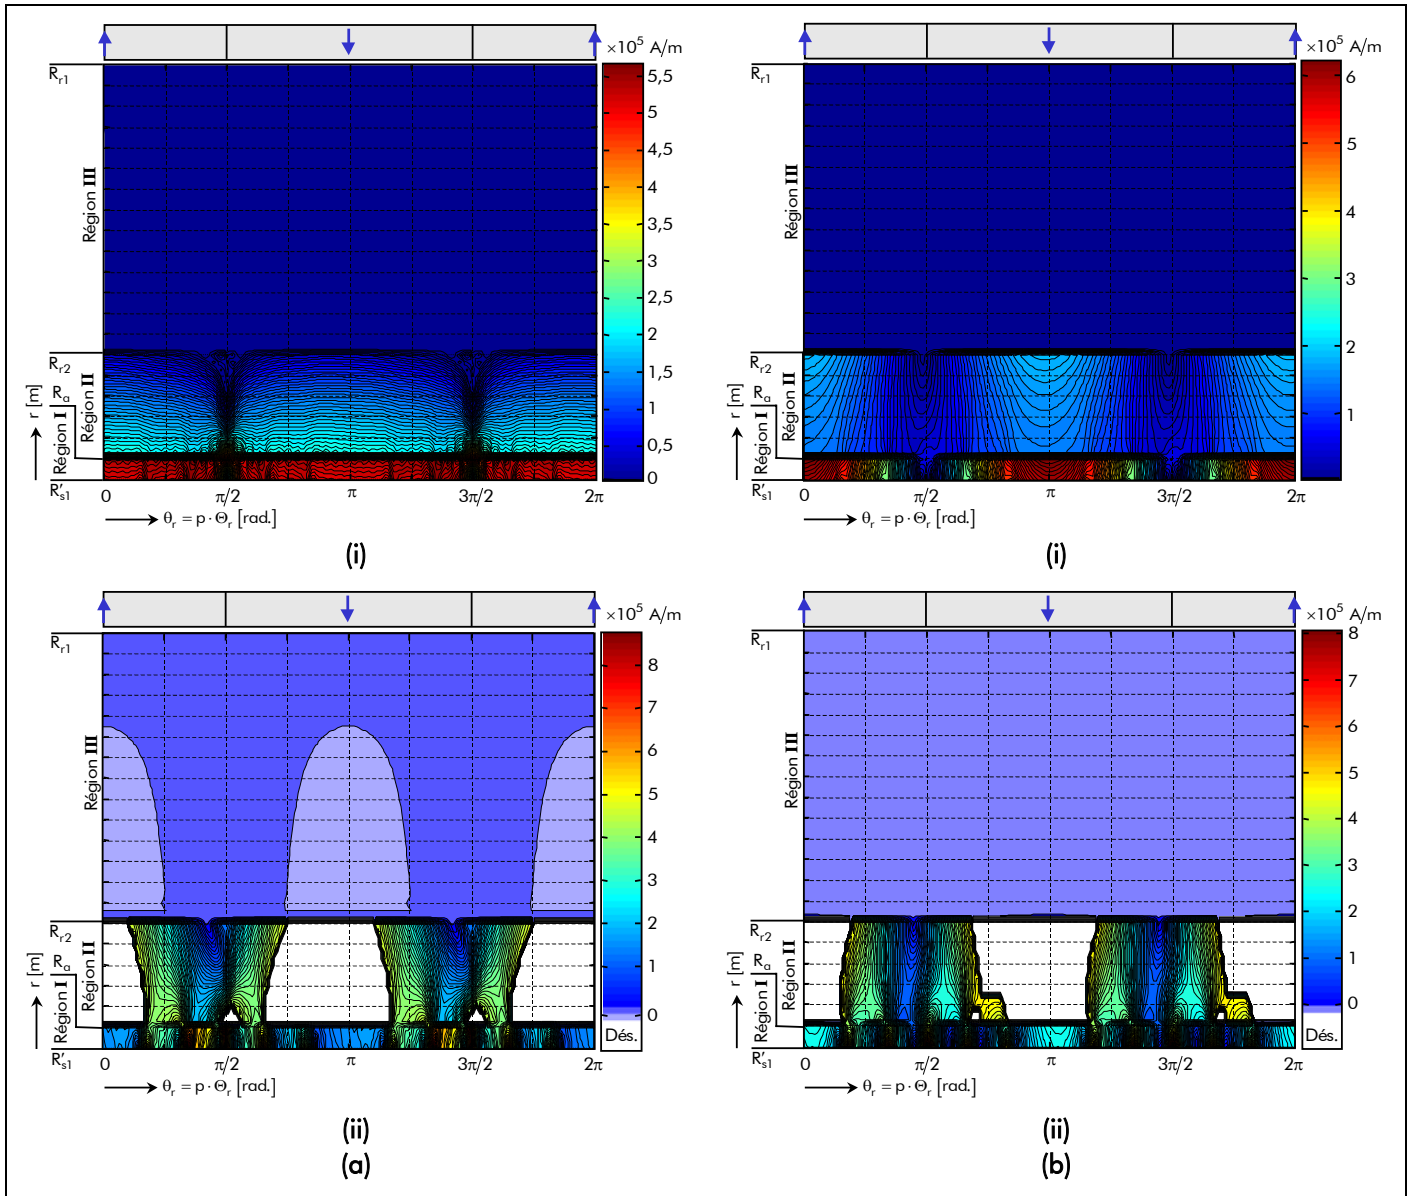 ×10⁵ A/m
R_r1
Région III
R_r2
R_a
Région II
Région I
r [m]
R's1
5,5
5
4,5
4
3,5
3
2,5
2
1,5
1
0,5
0
0 π/2 π 3π/2 2π
θ_r = p · Θ_r [rad.]
(i)
×10⁵ A/m
R_r1
Région III
R_r2
R_a
Région II
Région I
r [m]
R's1
6
5
4
3
2
1
0 π/2 π 3π/2 2π
θ_r = p · Θ_r [rad.]
(i)
×10⁵ A/m
R_r1
Région III
R_r2
R_a
Région II
Région I
r [m]
R's1
8
7
6
5
4
3
2
1
0
Dés.
0 π/2 π 3π/2 2π
θ_r = p · Θ_r [rad.]
(ii)
(a)
×10⁵ A/m
R_r1
Région III
R_r2
R_a
Région II
Région I
r [m]
R's1
8
7
6
5
4
3
2
1
0
Dés.
0 π/2 π 3π/2 2π
θ_r = p · Θ_r [rad.]
(ii)
(b)